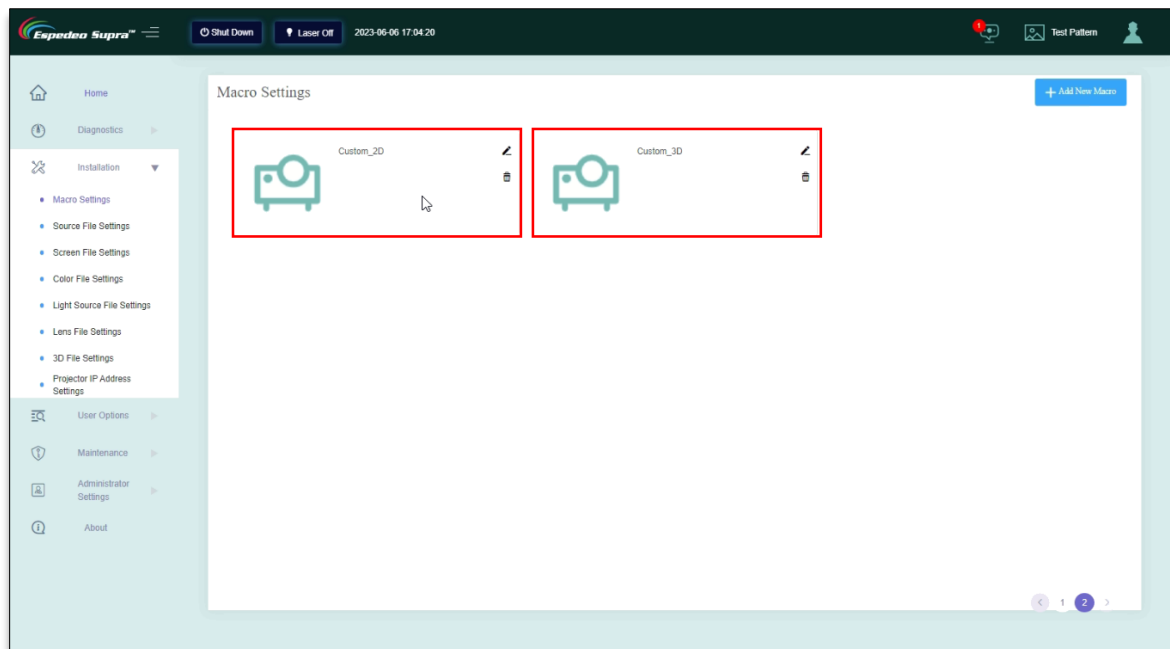 Espedeo Supra™
Shut Down
Laser Off
2023-06-06 17:04:20
1
Test Pattern
Home
Diagnostics
Installation
Macro Settings
Source File Settings
Screen File Settings
Color File Settings
Light Source File Settings
Lens File Settings
3D File Settings
Projector IP Address
Settings
User Options
Maintenance
Administrator
Settings
About
Macro Settings
+ Add New Macro
Custom_2D
Custom_3D
< 1 2 >